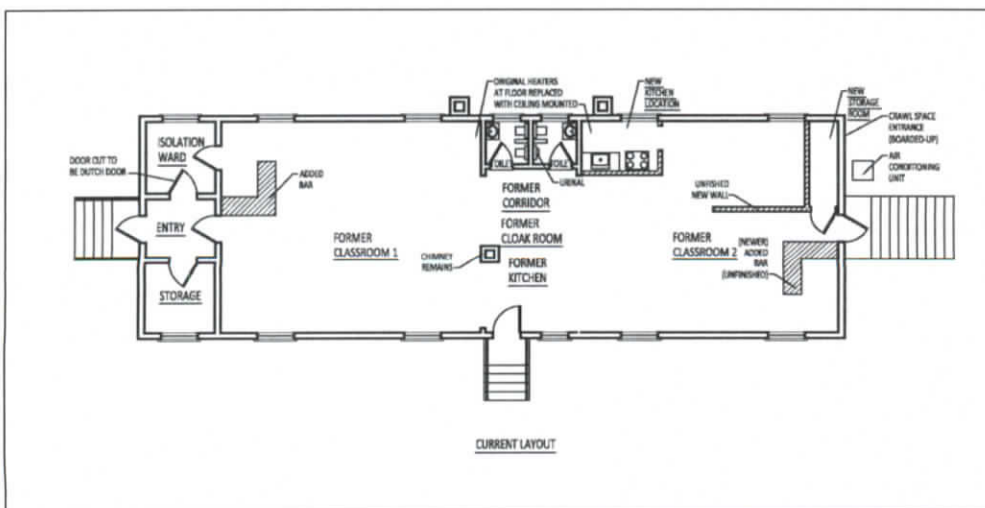 ORIGINAL HEATERS
AT FLOOR REPLACED
WITH CEILING MOUNTED
NEW
KITCHEN
LOCATION
NEW
STORAGE
ROOM
CRAWL SPACE
ENTRANCE
(BOARDED-UP)
AIR
CONDITIONING
UNIT
ISOLATION
WARD
DOOR CUT TO
BE DUTCH DOOR
ADDED
BAR
TOILET
TOILET
URINAL
UNFISHED
NEW WALL
ENTRY
STORAGE
FORMER
CLASSROOM 1
FORMER
CORRIDOR
FORMER
CLOAK ROOM
FORMER
KITCHEN
CHIMNEY
REMAINS
FORMER
CLASSROOM 2
(NEWER)
ADDED
BAR
(UNFINISHED)
CURRENT LAYOUT